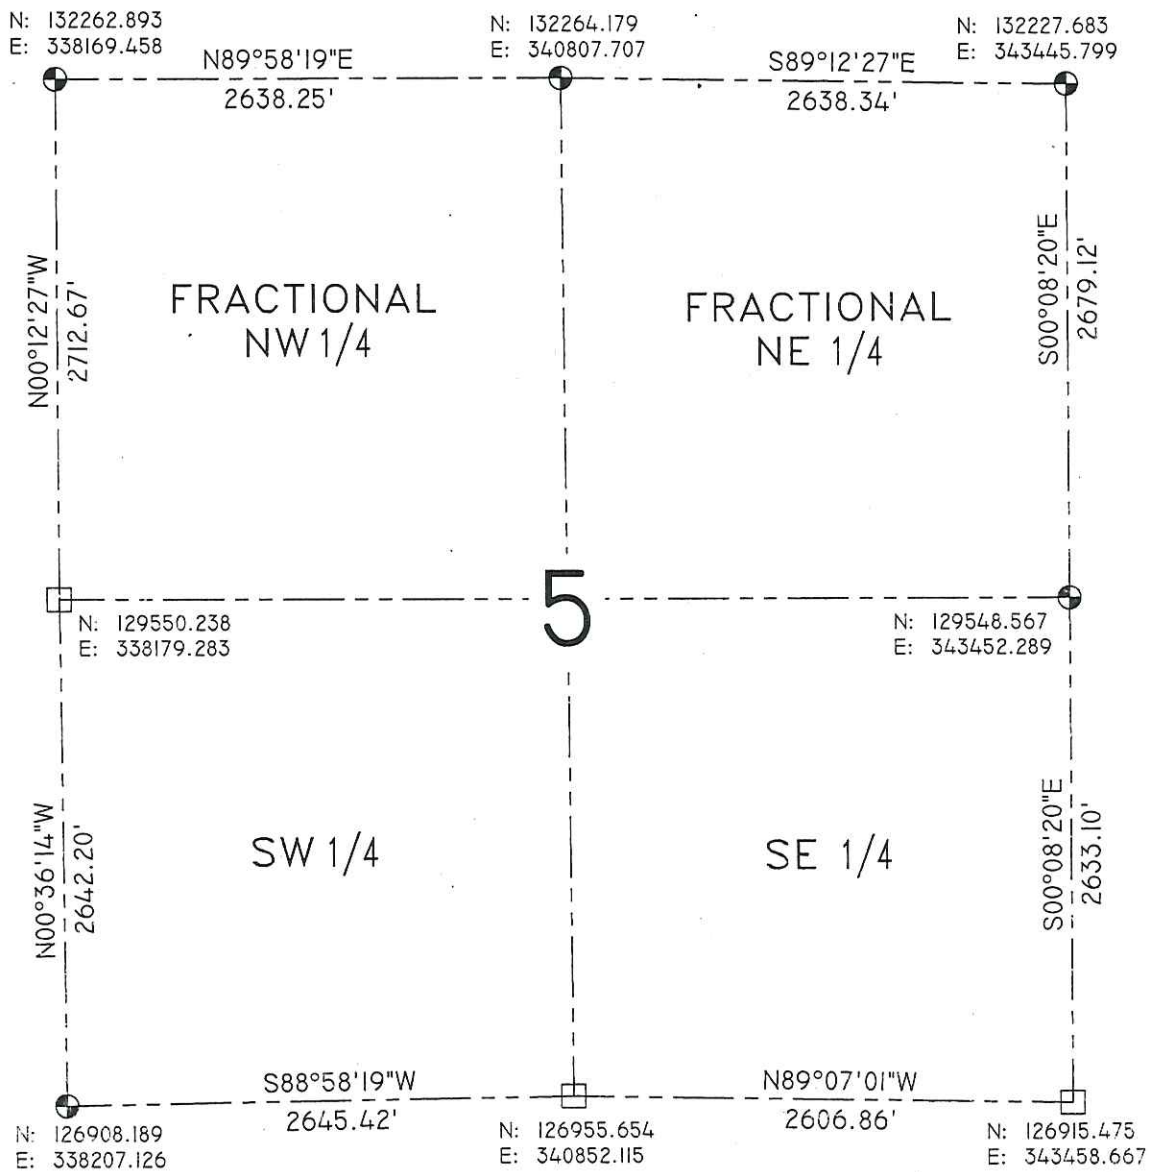 N: 132262.893
E: 338169.458
N: 132264.179
E: 340807.707
N: 132227.683
E: 343445.799
N89°58'19"E
2638.25'
S89°12'27"E
2638.34'
N00°12'27"W
2712.67'
FRACTIONAL
NW 1/4
FRACTIONAL
NE 1/4
S00°08'20"E
2679.12'
5
N: 129550.238
E: 338179.283
N: 129548.567
E: 343452.289
N00°36'14"W
2642.20'
SW 1/4
SE 1/4
S00°08'20"E
2633.10'
S88°58'19"W
2645.42'
N89°07'01"W
2606.86'
N: 126908.189
E: 338207.126
N: 126955.654
E: 340852.115
N: 126915.475
E: 343458.667